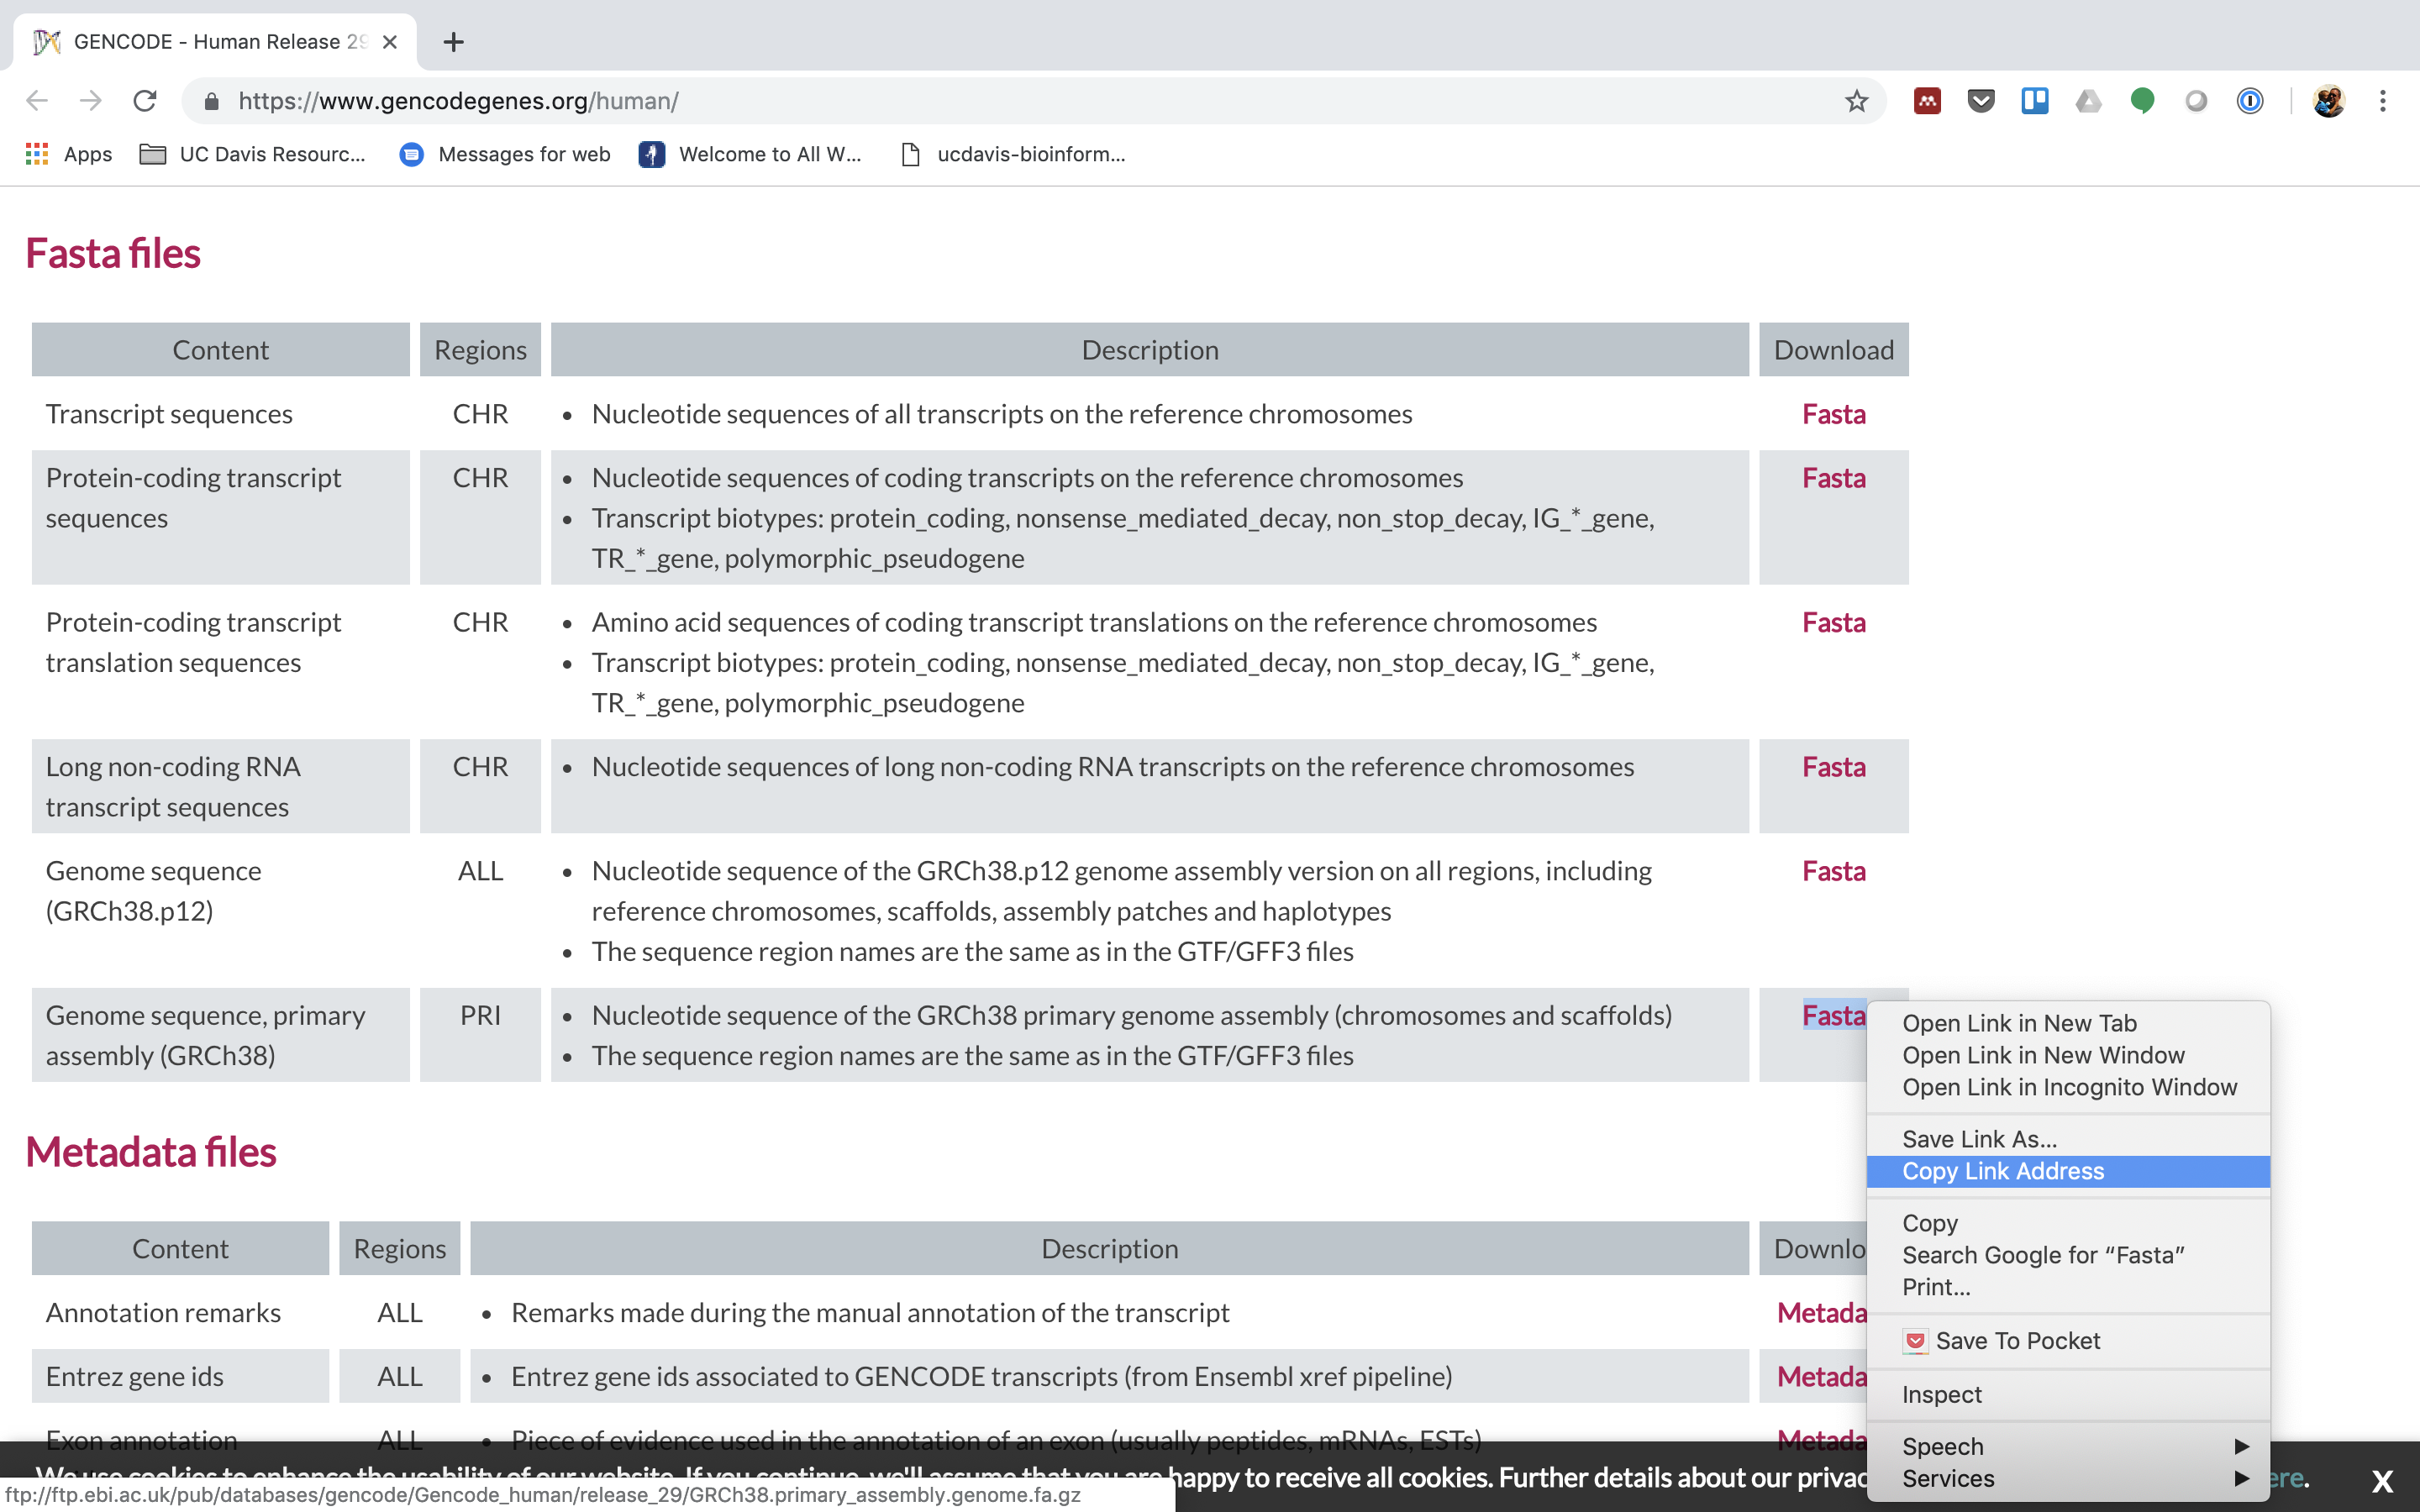 GENCODE - Human Release 29
https://www.gencodegenes.org/human/
Apps UC Davis Resourc... Messages for web Welcome to All W... ucdavis-bioinform...
Fasta files
Content Regions Description Download
Transcript sequences CHR • Nucleotide sequences of all transcripts on the reference chromosomes Fasta
Protein-coding transcript CHR • Nucleotide sequences of coding transcripts on the reference chromosomes Fasta
sequences • Transcript biotypes: protein_coding, nonsense_mediated_decay, non_stop_decay, IG_*_gene,
TR_*_gene, polymorphic_pseudogene
Protein-coding transcript CHR • Amino acid sequences of coding transcript translations on the reference chromosomes Fasta
translation sequences • Transcript biotypes: protein_coding, nonsense_mediated_decay, non_stop_decay, IG_*_gene,
TR_*_gene, polymorphic_pseudogene
Long non-coding RNA CHR • Nucleotide sequences of long non-coding RNA transcripts on the reference chromosomes Fasta
transcript sequences
Genome sequence ALL • Nucleotide sequence of the GRCh38.p12 genome assembly version on all regions, including Fasta
(GRCh38.p12) reference chromosomes, scaffolds, assembly patches and haplotypes
• The sequence region names are the same as in the GTF/GFF3 files
Genome sequence, primary PRI • Nucleotide sequence of the GRCh38 primary genome assembly (chromosomes and scaffolds) Fasta
assembly (GRCh38) • The sequence region names are the same as in the GTF/GFF3 files
Open Link in New Tab
Open Link in New Window
Open Link in Incognito Window
Save Link As...
Copy Link Address
Copy
Search Google for “Fasta”
Print...
Save To Pocket
Inspect
Speech
Services
Metadata files
Content Regions Description Downlo
Annotation remarks ALL • Remarks made during the manual annotation of the transcript Metada
Entrez gene ids ALL • Entrez gene ids associated to GENCODE transcripts (from Ensembl xref pipeline) Metada
Exon annotation ALL • Piece of evidence used in the annotation of an exon (usually peptides, mRNAs, ESTs) Metada
We use cookies to enhance the usability of our website. If you continue, we'll assume that you are happy to receive all cookies. Further details about our privac ere. X
ftp://ftp.ebi.ac.uk/pub/databases/gencode/Gencode_human/release_29/GRCh38.primary_assembly.genome.fa.gz